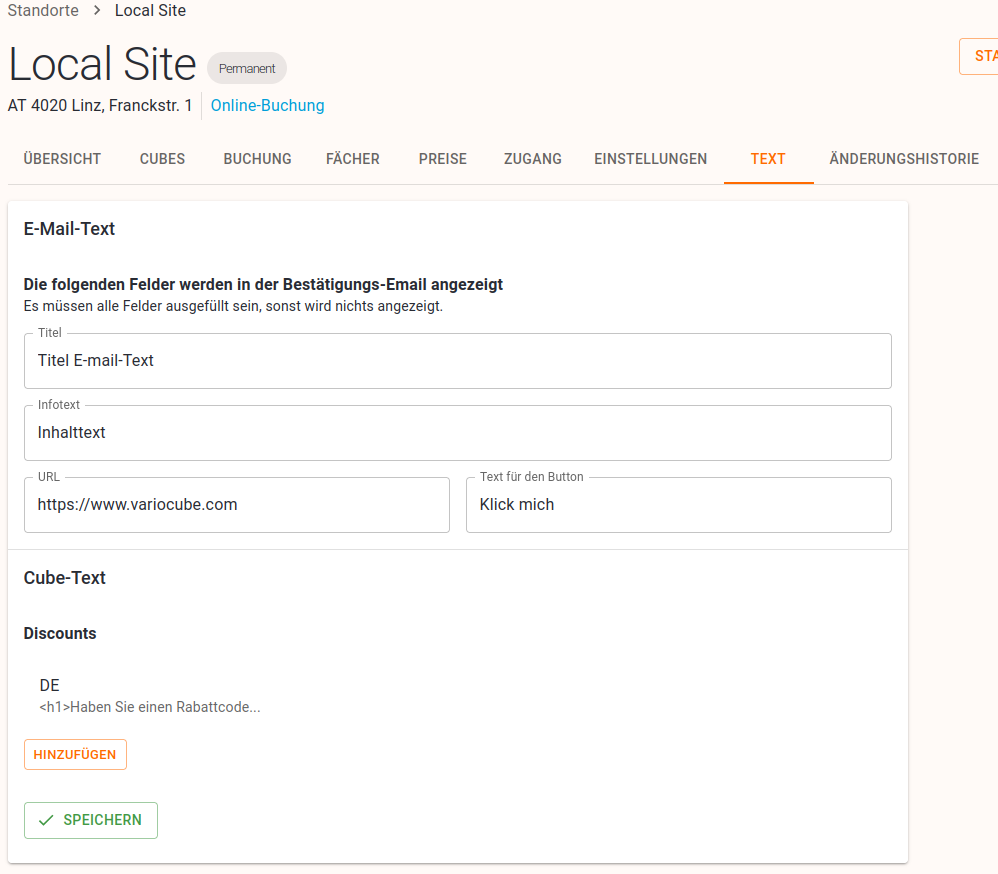 Standorte > Local Site
Local Site Permanent
STA
AT 4020 Linz, Franckstr. 1 Online-Buchung
ÜBERSICHT CUBES BUCHUNG FÄCHER PREISE ZUGANG EINSTELLUNGEN TEXT ÄNDERUNGSHISTORIE
E-Mail-Text
Die folgenden Felder werden in der Bestätigungs-Email angezeigt
Es müssen alle Felder ausgefüllt sein, sonst wird nichts angezeigt.
Titel
Titel E-mail-Text
Infotext
Inhalttext
URL Text für den Button
https://www.variocube.com Klick mich
Cube-Text
Discounts
DE
<h1>Haben Sie einen Rabattcode...
HINZUFÜGEN
SPEICHERN